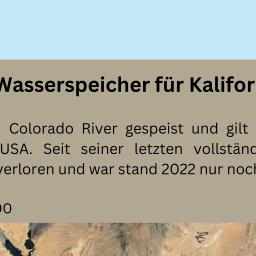 Wasserspeicher für Kalifor
Colorado River gespeist und gilt
USA. Seit seiner letzten vollständ
verloren und war stand 2022 nur noch
00